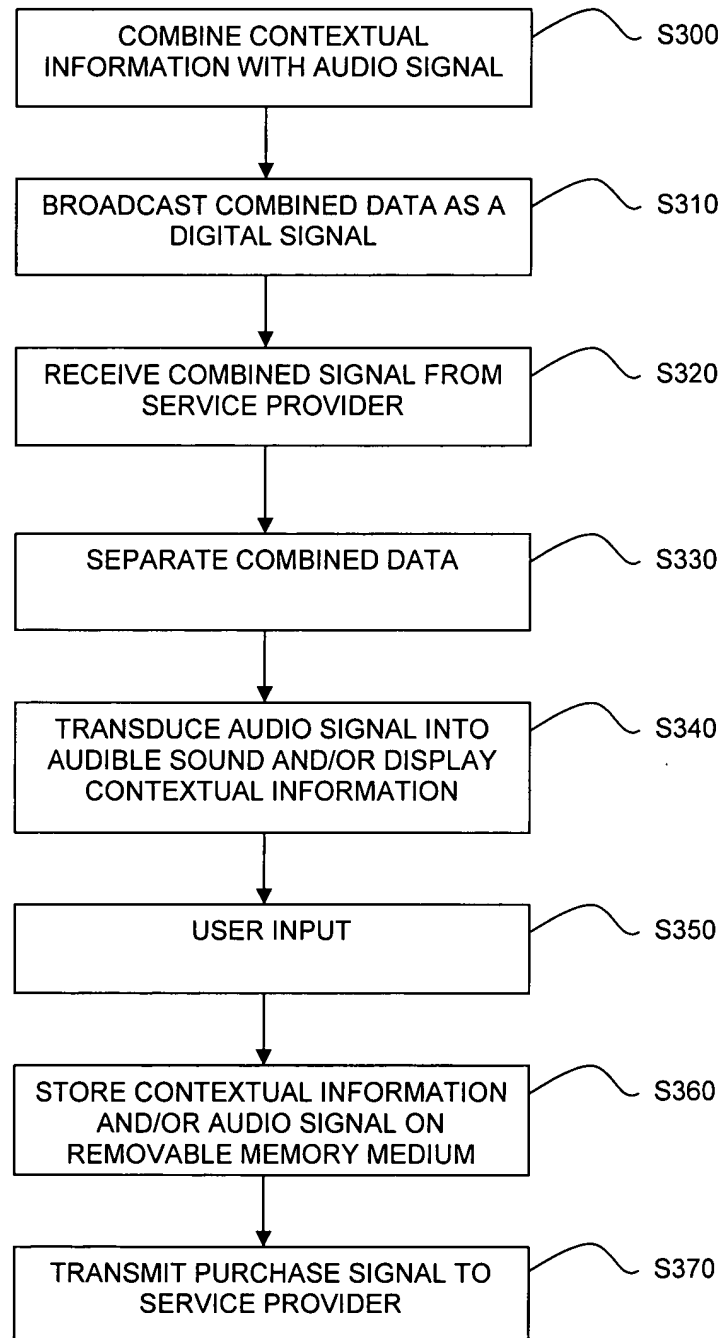 COMBINE CONTEXTUAL
INFORMATION WITH AUDIO SIGNAL
S300
BROADCAST COMBINED DATA AS A
DIGITAL SIGNAL
S310
RECEIVE COMBINED SIGNAL FROM
SERVICE PROVIDER
S320
SEPARATE COMBINED DATA
S330
TRANSDUCE AUDIO SIGNAL INTO
AUDIBLE SOUND AND/OR DISPLAY
CONTEXTUAL INFORMATION
S340
USER INPUT
S350
STORE CONTEXTUAL INFORMATION
AND/OR AUDIO SIGNAL ON
REMOVABLE MEMORY MEDIUM
S360
TRANSMIT PURCHASE SIGNAL TO
SERVICE PROVIDER
S370